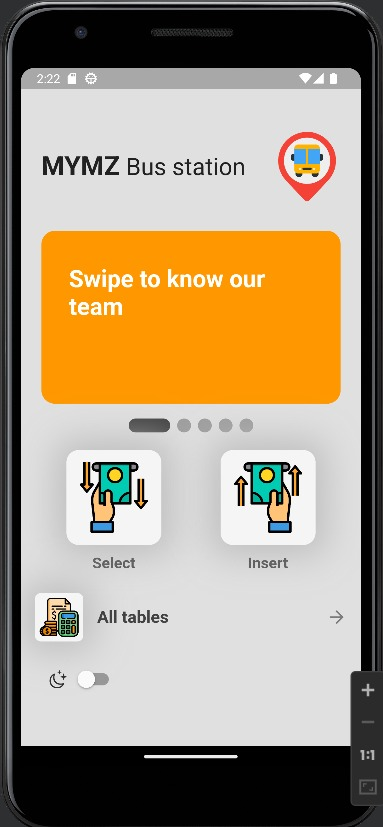 2:22
MYMZ Bus station
Swipe to know our
team
Select
Insert
All tables
1:1